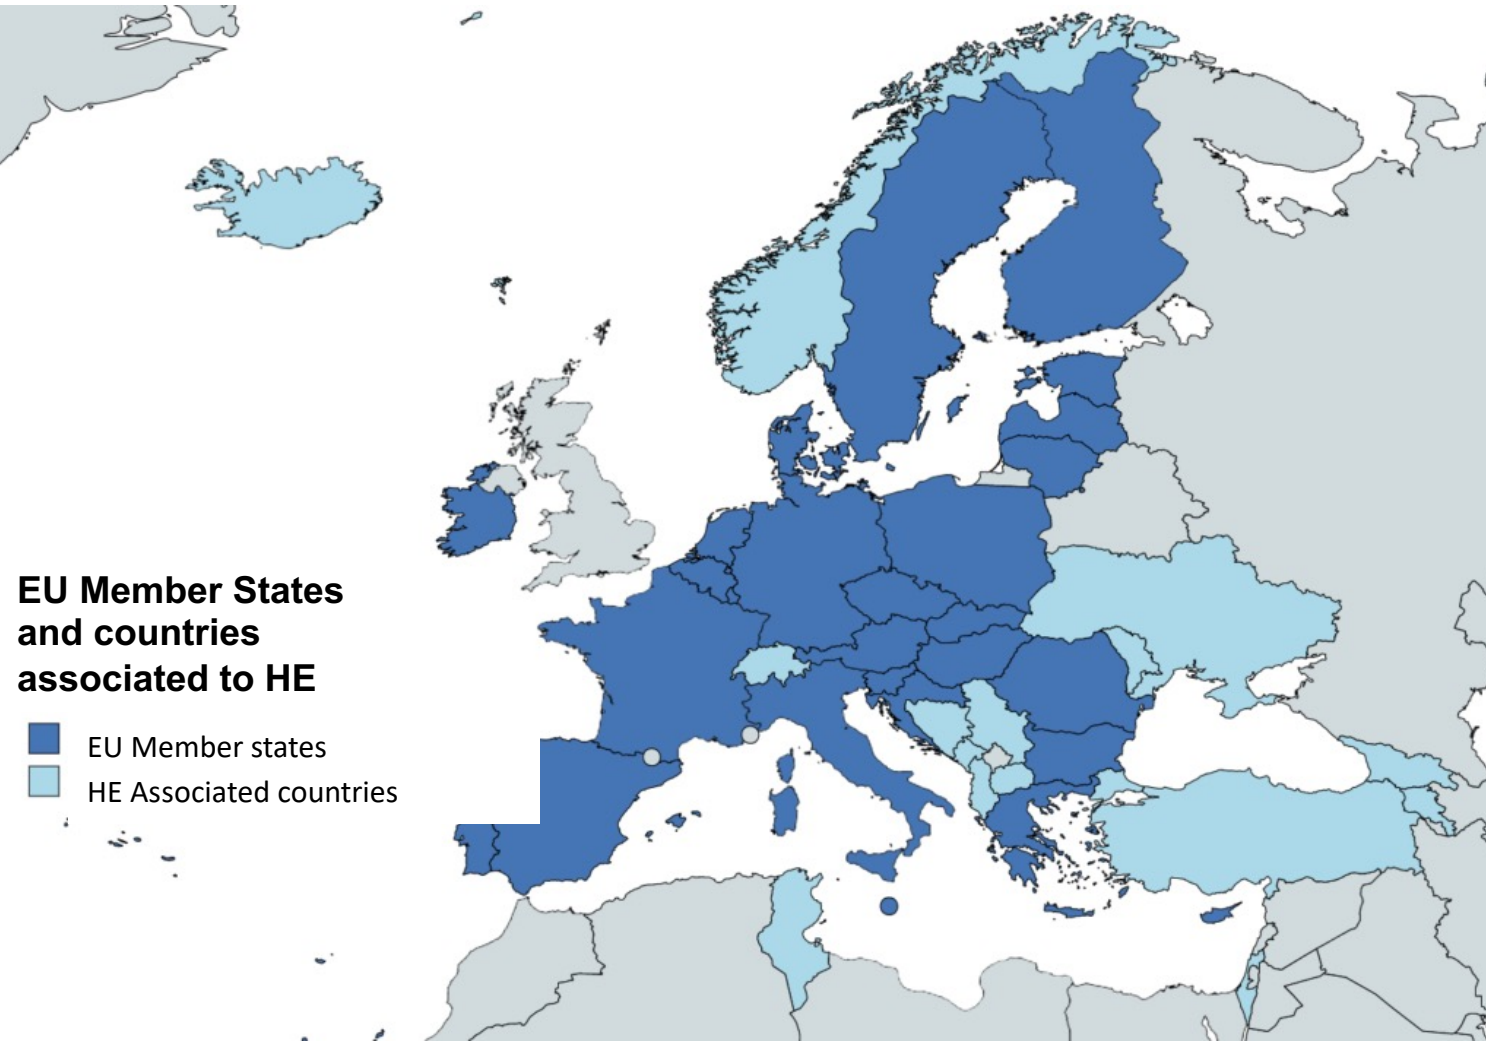 EU Member States
and countries
associated to HE
EU Member states
HE Associated countries